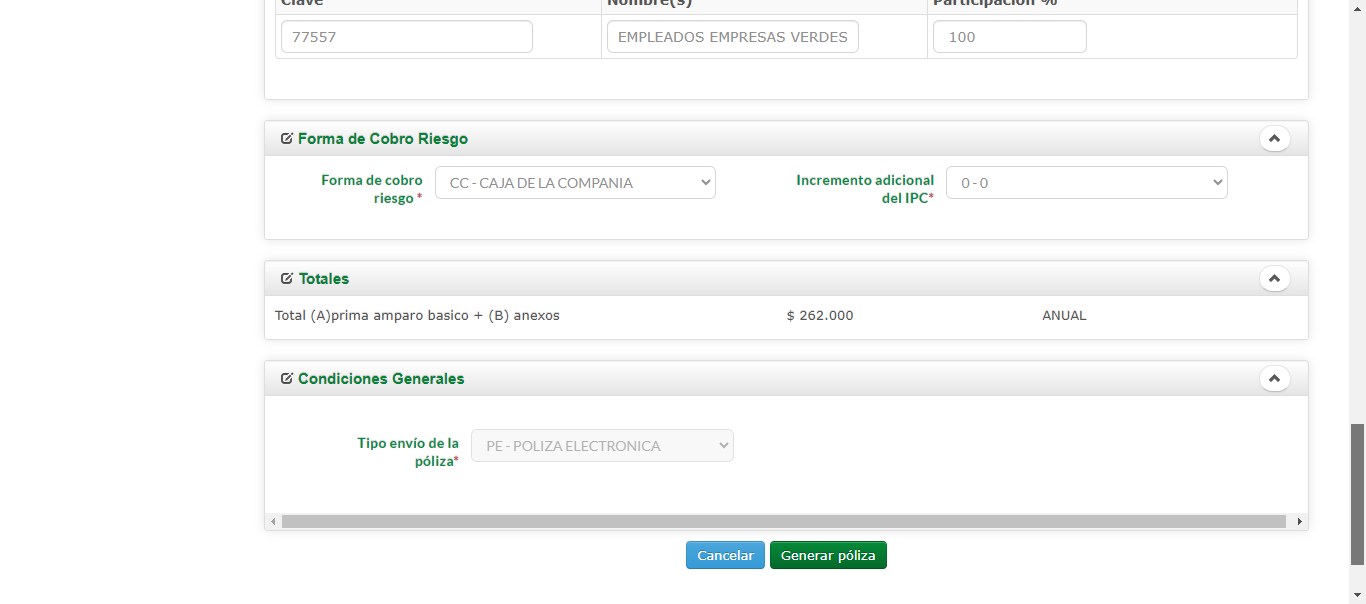 Clave Nombre(s) Participación %
77557 EMPLEADOS EMPRESAS VERDES 100
Forma de Cobro Riesgo
Forma de cobro riesgo * CC - CAJA DE LA COMPANIA
Incremento adicional del IPC* 0 - 0
Totales
Total (A)prima amparo basico + (B) anexos $ 262.000 ANUAL
Condiciones Generales
Tipo envío de la póliza* PE - POLIZA ELECTRONICA
Cancelar Generar póliza